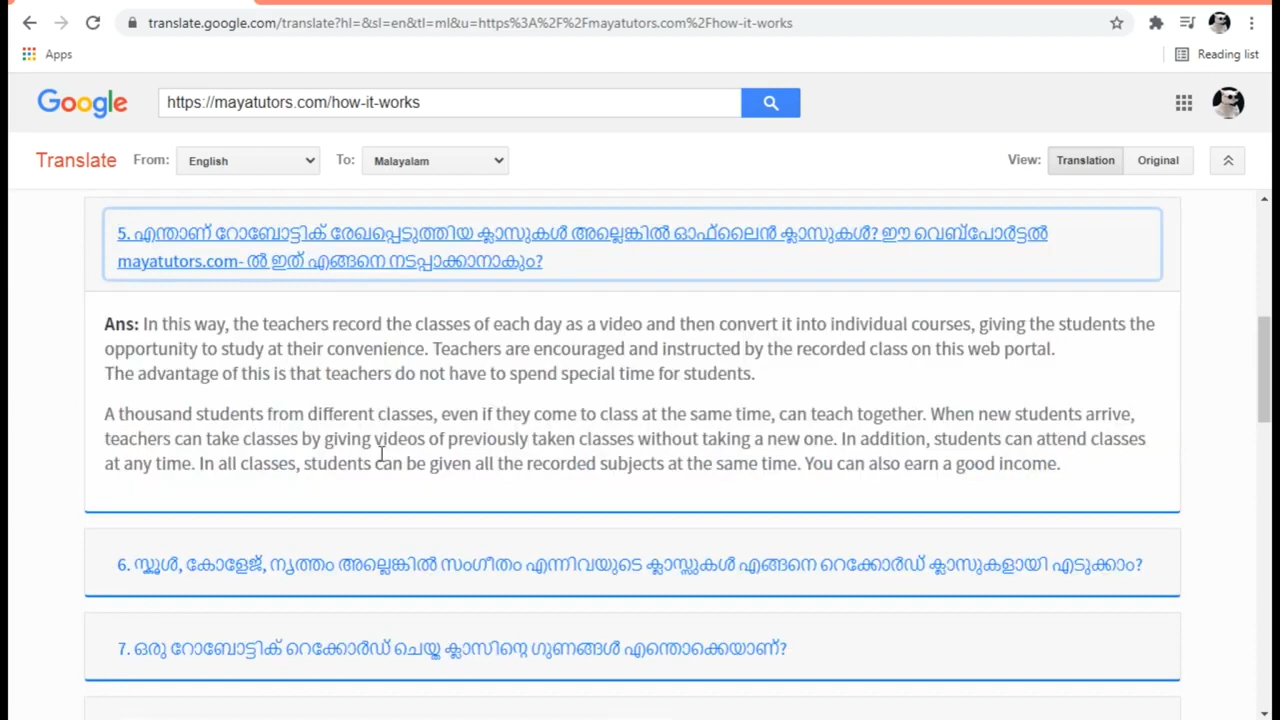 translate.google.com/translate?hl=&sl=en&tl=ml&u=https%3A%2F%2Fmayatutors.com%2Fhow-it-works
Apps
Reading list
Google
https://mayatutors.com/how-it-works
Translate From: English To: Malayalam View: Translation Original
5. എന്താണ് റോബോട്ടിക് രേഖപ്പെടുത്തിയ ക്ലാസുകൾ അല്ലെങ്കിൽ ഓഫ്‌ലൈൻ ക്ലാസുകൾ? ഈ വെബ്‌പോർട്ടൽ
mayatutors.com- ൽ ഇത് എങ്ങനെ നടപ്പാക്കാനാകും?
Ans: In this way, the teachers record the classes of each day as a video and then convert it into individual courses, giving the students the
opportunity to study at their convenience. Teachers are encouraged and instructed by the recorded class on this web portal.
The advantage of this is that teachers do not have to spend special time for students.
A thousand students from different classes, even if they come to class at the same time, can teach together. When new students arrive,
teachers can take classes by giving videos of previously taken classes without taking a new one. In addition, students can attend classes
at any time. In all classes, students can be given all the recorded subjects at the same time. You can also earn a good income.
6. സ്കൂൾ, കോളേജ്, നൃത്തം അല്ലെങ്കിൽ സംഗീതം എന്നിവയുടെ ക്ലാസ്സുകൾ എങ്ങനെ റെക്കോർഡ് ക്ലാസുകളായി എടുക്കാം?
7. ഒരു റോബോട്ടിക് റെക്കോർഡ് ചെയ്ത ക്ലാസിന്റെ ഗുണങ്ങൾ എന്തൊക്കെയാണ്?